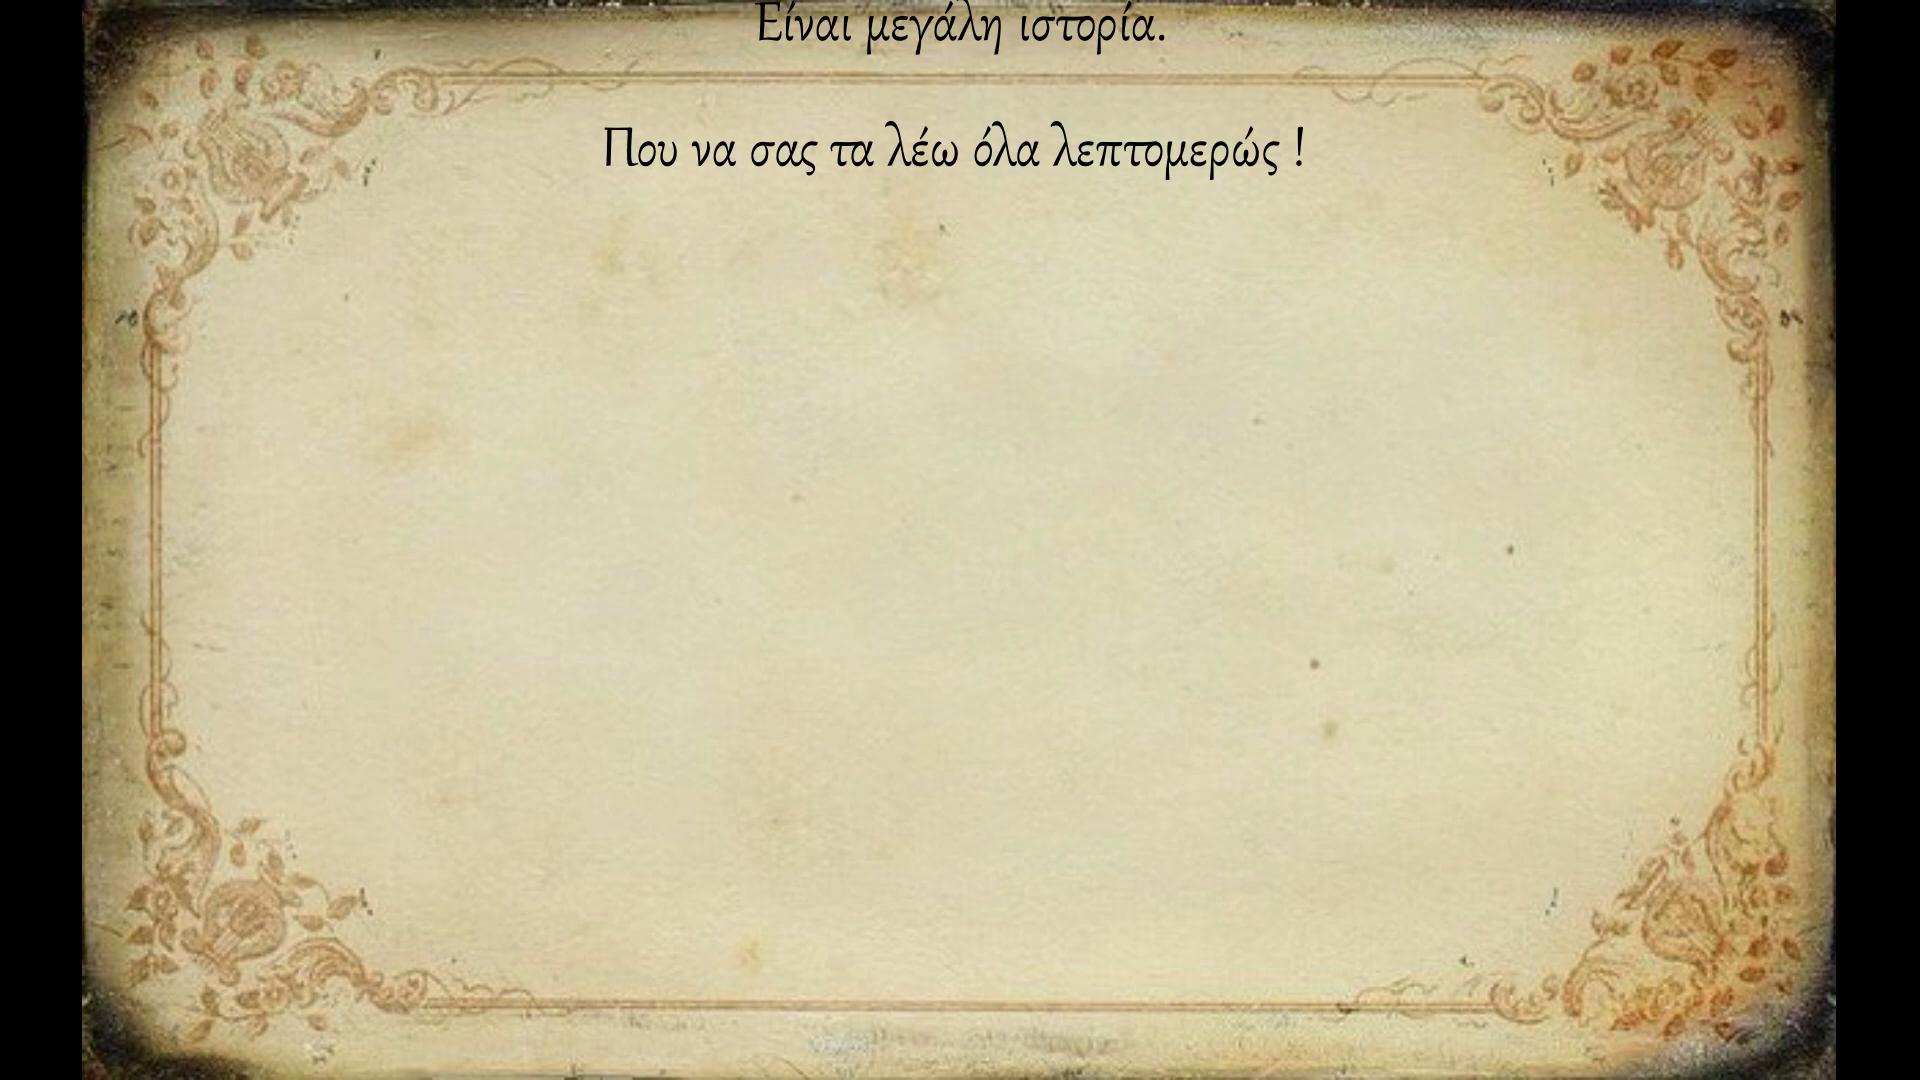 Είναι μεγάλη ιστορία.
Που να σας τα λέω όλα λεπτομερώς !